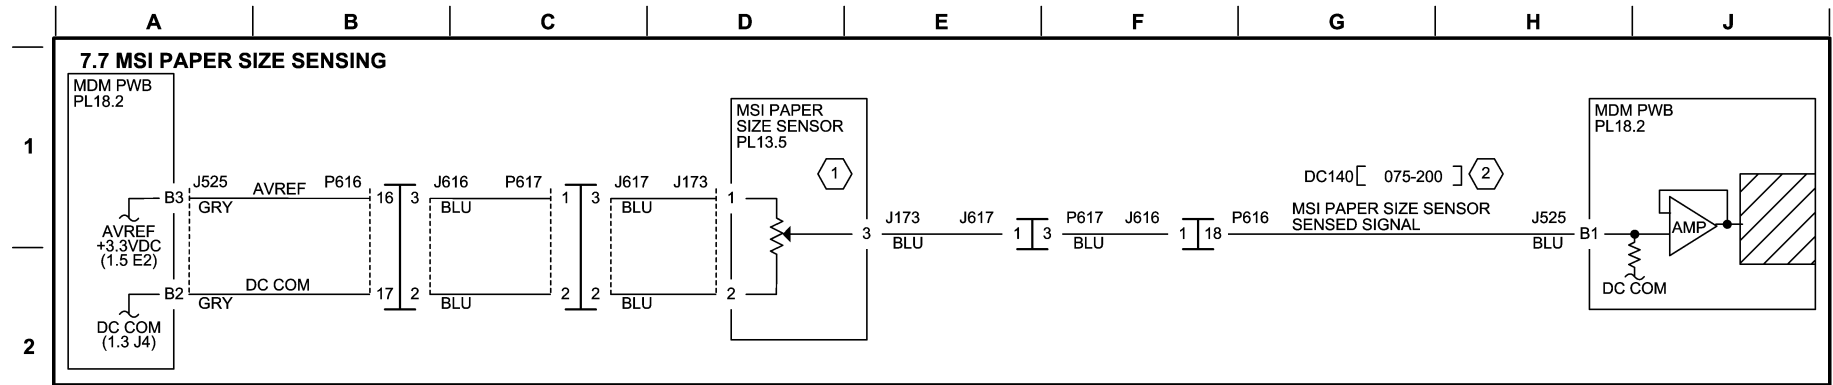 A B C D E F G H J
7.7 MSI PAPER SIZE SENSING
1
2
MDM PWB
PL18.2
B3
J525
AVREF
GRY
P616
16
3
J616
BLU
P617
1
3
J617
BLU
J173
1
AVREF
+3.3VDC
(1.5 E2)
B2
DC COM
GRY
17
2
BLU
2
2
BLU
2
DC COM
(1.3 J4)
MSI PAPER
SIZE SENSOR
PL13.5
1
3
J173
BLU
J617
1
3
P617
BLU
J616
1
18
P616
DC140[ 075-200 ]
2
MSI PAPER SIZE SENSOR
SENSED SIGNAL
J525
BLU
B1
MDM PWB
PL18.2
AMP
DC COM